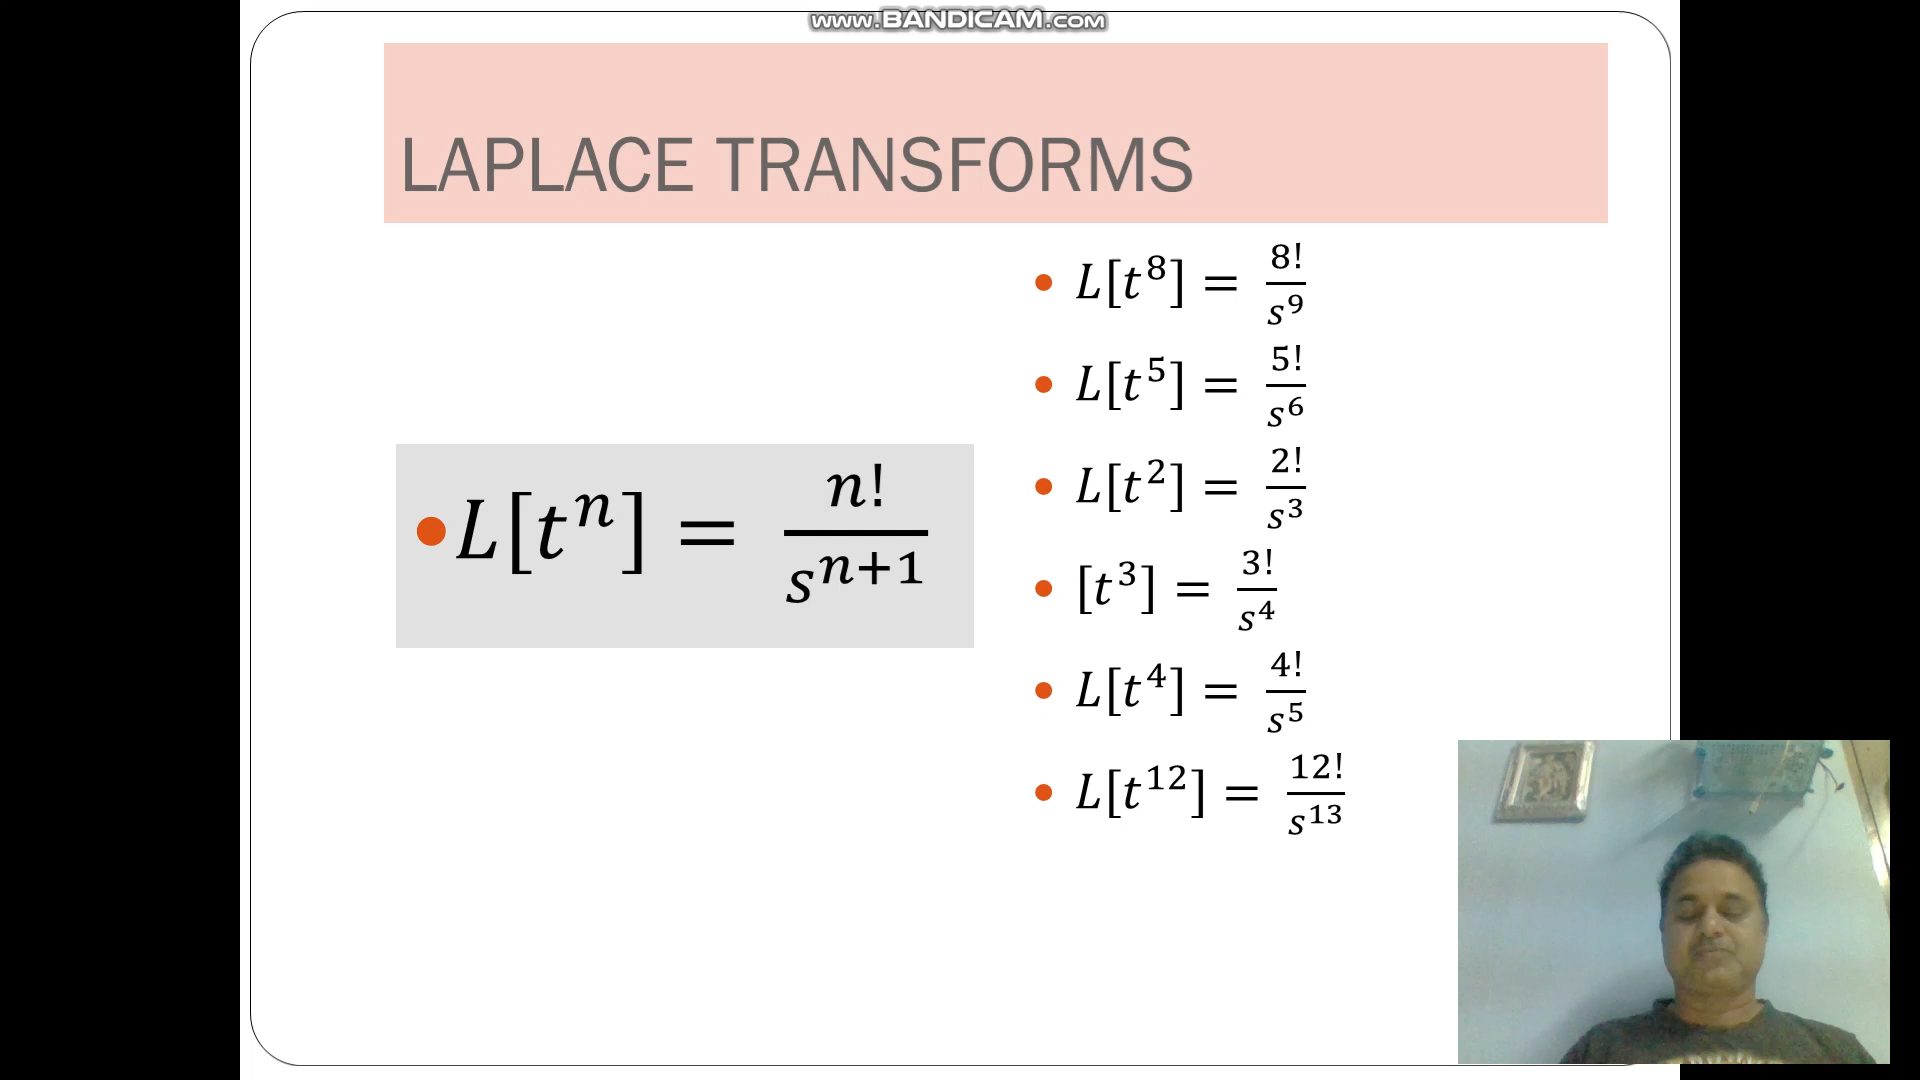 www.BANDICAM.com
LAPLACE TRANSFORMS
• L[t^n] = n!/s^(n+1)
• L[t^8] = 8!/s^9
• L[t^5] = 5!/s^6
• L[t^2] = 2!/s^3
• [t^3] = 3!/s^4
• L[t^4] = 4!/s^5
• L[t^12] = 12!/s^13